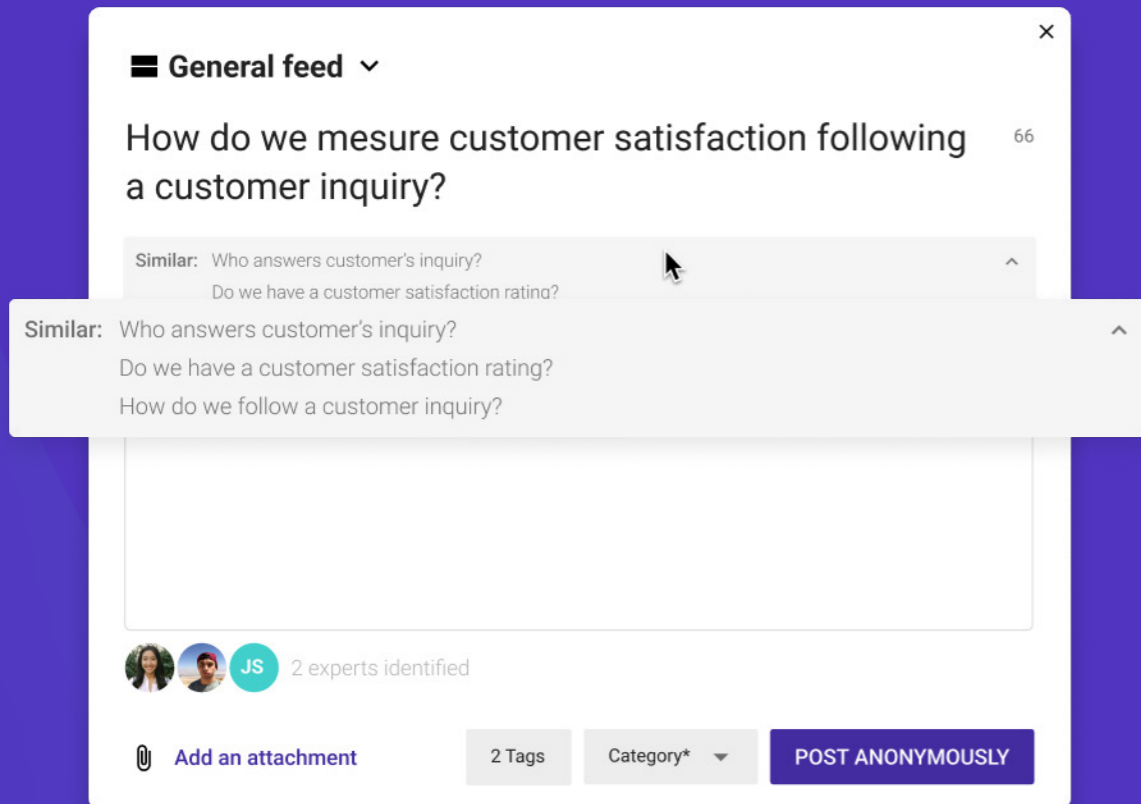 General feed
How do we mesure customer satisfaction following
66
a customer inquiry?
Similar: Who answers customer's inquiry?
Do we have a customer satisfaction rating?
Similar: Who answers customer's inquiry?
Do we have a customer satisfaction rating?
How do we follow a customer inquiry?
JS
2 experts identified
Add an attachment
2 Tags
Category*
POST ANONYMOUSLY